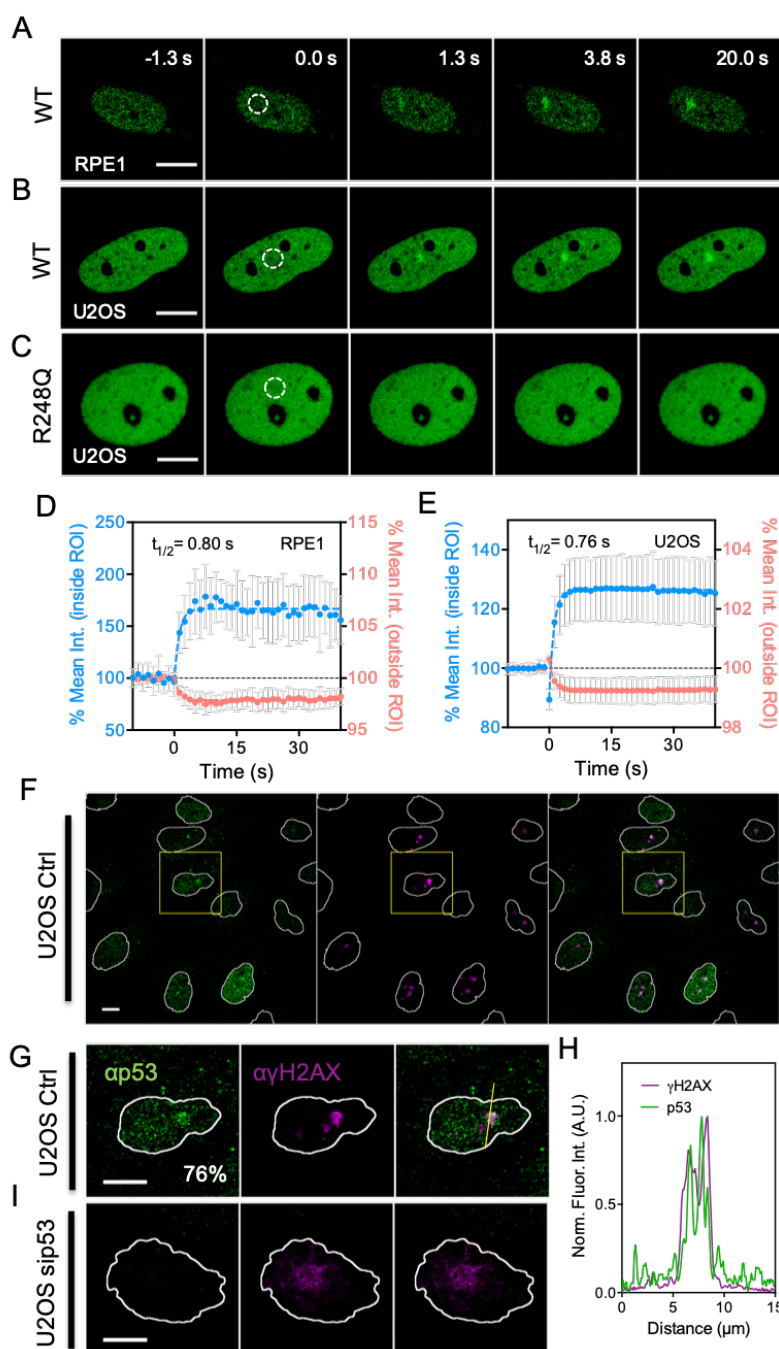 A
WT
-1.3 s
0.0 s
1.3 s
3.8 s
20.0 s
RPE1
B
WT
U2OS
C
R248Q
U2OS
D
% Mean Int. (inside ROI)
250
200
150
100
50
t1/2= 0.80 s
RPE1
115
110
105
100
95
% Mean Int. (outside ROI)
0
15
30
Time (s)
E
% Mean Int. (inside ROI)
140
120
100
80
t1/2= 0.76 s
U2OS
104
102
100
98
% Mean Int. (outside ROI)
0
15
30
Time (s)
F
U2OS Ctrl
G
U2OS Ctrl
αp53
76%
αγH2AX
H
Norm. Fluor. Int. (A.U.)
γH2AX
p53
1.0
0.5
0.0
0
5
10
15
Distance (µm)
I
U2OS sip53